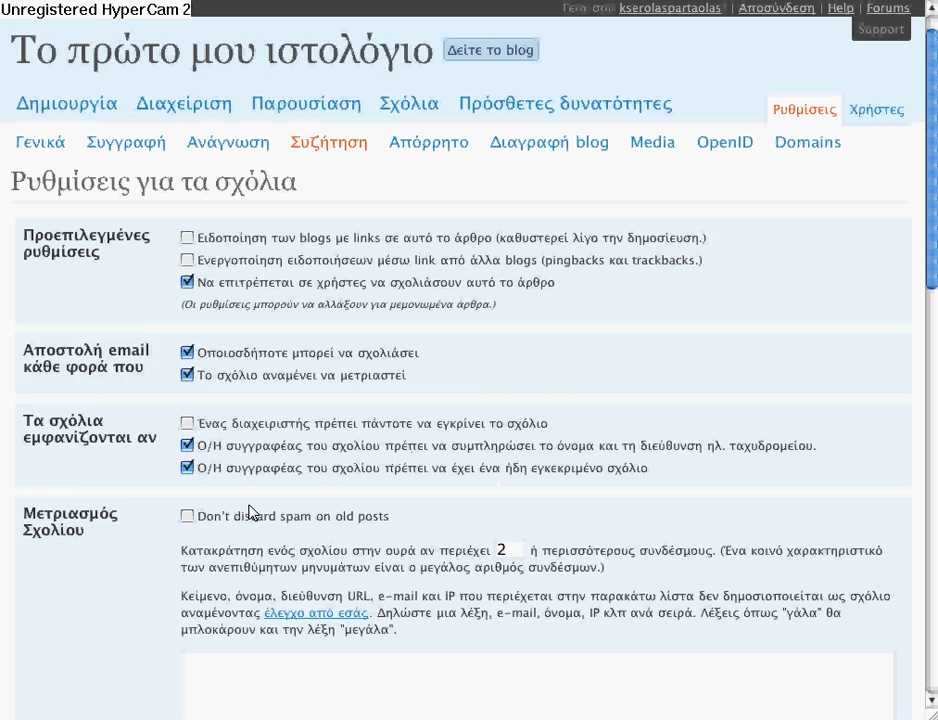 Unregistered HyperCam 2
Γεια σου kserolaspartaolas | Αποσύνδεση | Help | Forums
Support
Το πρώτο μου ιστολόγιο Δείτε το blog
Δημιουργία Διαχείριση Παρουσίαση Σχόλια Πρόσθετες δυνατότητες Ρυθμίσεις Χρήστες
Γενικά Συγγραφή Ανάγνωση Συζήτηση Απόρρητο Διαγραφή blog Media OpenID Domains
Ρυθμίσεις για τα σχόλια
Προεπιλεγμένες ρυθμίσεις
Ειδοποίηση των blogs με links σε αυτό το άρθρο (καθυστερεί λίγο την δημοσίευση.)
Ενεργοποίηση ειδοποιήσεων μέσω link από άλλα blogs (pingbacks και trackbacks.)
Να επιτρέπεται σε χρήστες να σχολιάσουν αυτό το άρθρο
(Οι ρυθμίσεις μπορούν να αλλάξουν για μεμονωμένα άρθρα.)
Αποστολή email κάθε φορά που
Οποιοσδήποτε μπορεί να σχολιάσει
Το σχόλιο αναμένει να μετριαστεί
Τα σχόλια εμφανίζονται αν
Ένας διαχειριστής πρέπει πάντοτε να εγκρίνει το σχόλιο
Ο/Η συγγραφέας του σχολίου πρέπει να συμπληρώσει το όνομα και τη διεύθυνση ηλ. ταχυδρομείου.
Ο/Η συγγραφέας του σχολίου πρέπει να έχει ένα ήδη εγκεκριμένο σχόλιο
Μετριασμός Σχολίου
Don't discard spam on old posts
Κατακράτηση ενός σχολίου στην ουρά αν περιέχει 2 ή περισσότερους συνδέσμους. (Ένα κοινό χαρακτηριστικό
των ανεπιθύμητων μηνυμάτων είναι ο μεγάλος αριθμός συνδέσμων.)
Κείμενο, όνομα, διεύθυνση URL, e-mail και IP που περιέχεται στην παρακάτω λίστα δεν δημοσιοποιείται ως σχόλιο
αναμένοντας έλεγχο από εσάς. Δηλώστε μια λέξη, e-mail, όνομα, IP κλπ ανά σειρά. Λέξεις όπως "γάλα" θα
μπλοκάρουν και την λέξη "μεγάλα".